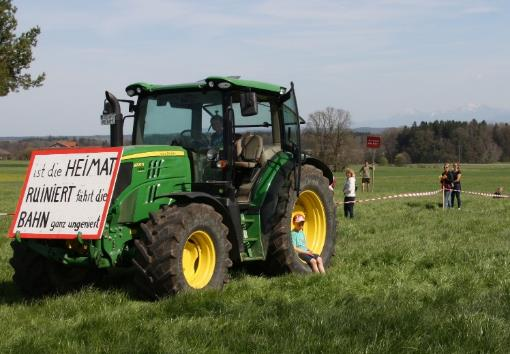 ist die HEIMAT
RUINIERT fährt die
BAHN ganz ungeniert